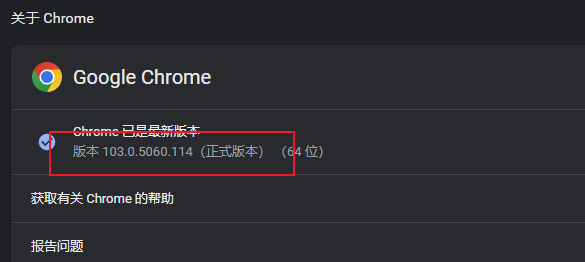 关于 Chrome
Google Chrome
Chrome 已是最新版本
版本 103.0.5060.114（正式版本） （64 位）
获取有关 Chrome 的帮助
报告问题